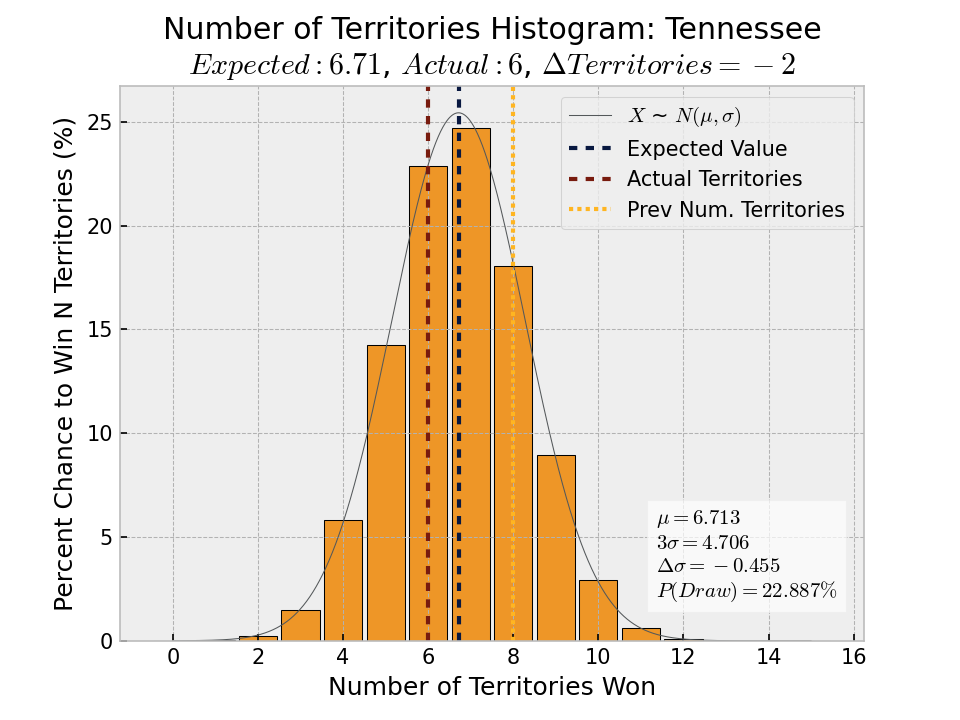 Number of Territories Histogram: Tennessee
Expected : 6.71, Actual : 6, ΔTerritories = −2
X ~ N(μ, σ)
Expected Value
Actual Territories
Prev Num. Territories
Percent Chance to Win N Territories (%)
25
20
15
10
5
0
μ = 6.713
3σ = 4.706
Δσ = −0.455
P(Draw) = 22.887%
0 2 4 6 8 10 12 14 16
Number of Territories Won